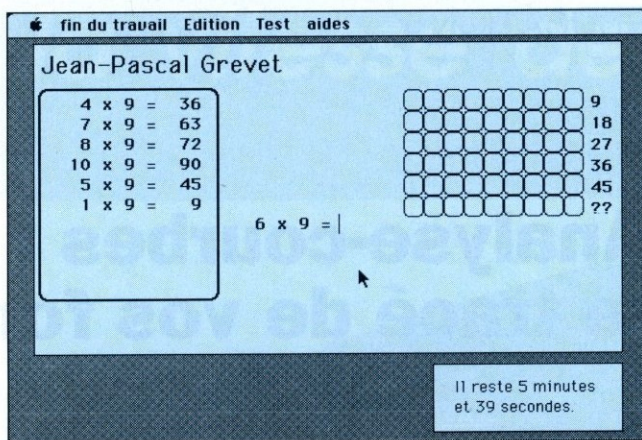 fin du travail Edition Test aides
Jean-Pascal Grevet
4 x 9 = 36
7 x 9 = 63
8 x 9 = 72
10 x 9 = 90
5 x 9 = 45
1 x 9 = 9
6 x 9 =
9
18
27
36
45
??
Il reste 5 minutes
et 39 secondes.